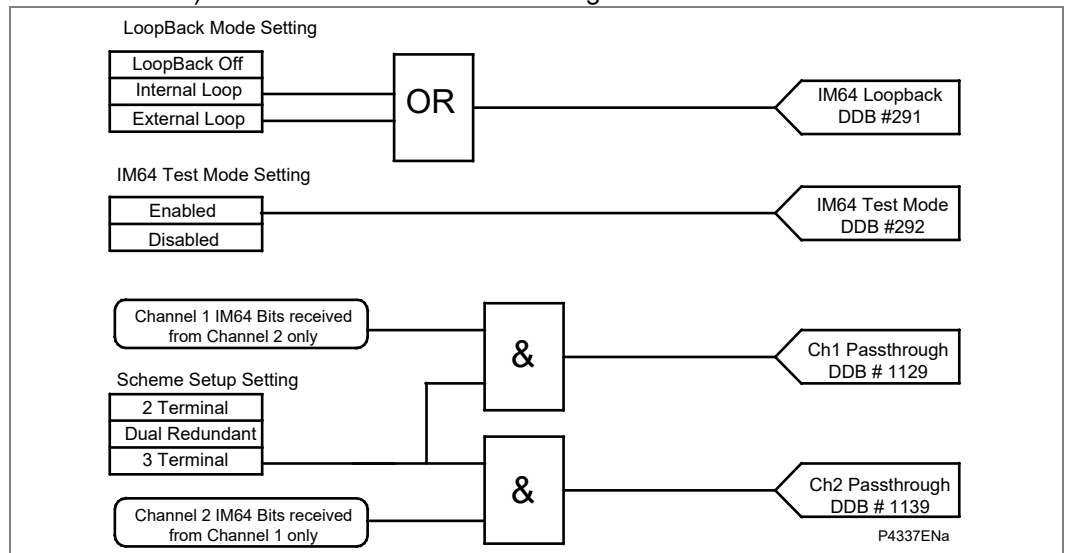 LoopBack Mode Setting
LoopBack Off
Internal Loop
External Loop
OR
IM64 Loopback
DDB #291
IM64 Test Mode Setting
Enabled
Disabled
IM64 Test Mode
DDB #292
Channel 1 IM64 Bits received
from Channel 2 only
&
Ch1 Passthrough
DDB # 1129
Scheme Setup Setting
2 Terminal
Dual Redundant
3 Terminal
Channel 2 IM64 Bits received
from Channel 1 only
&
Ch2 Passthrough
DDB # 1139
P4337ENa